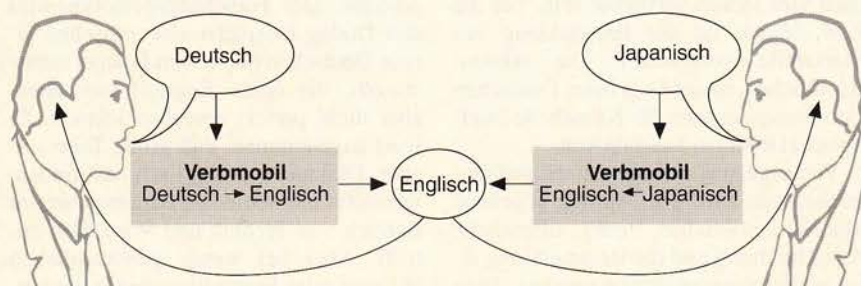 Deutsch
Japanisch
Verbmobil
Deutsch → Englisch
Englisch
Verbmobil
Englisch ← Japanisch